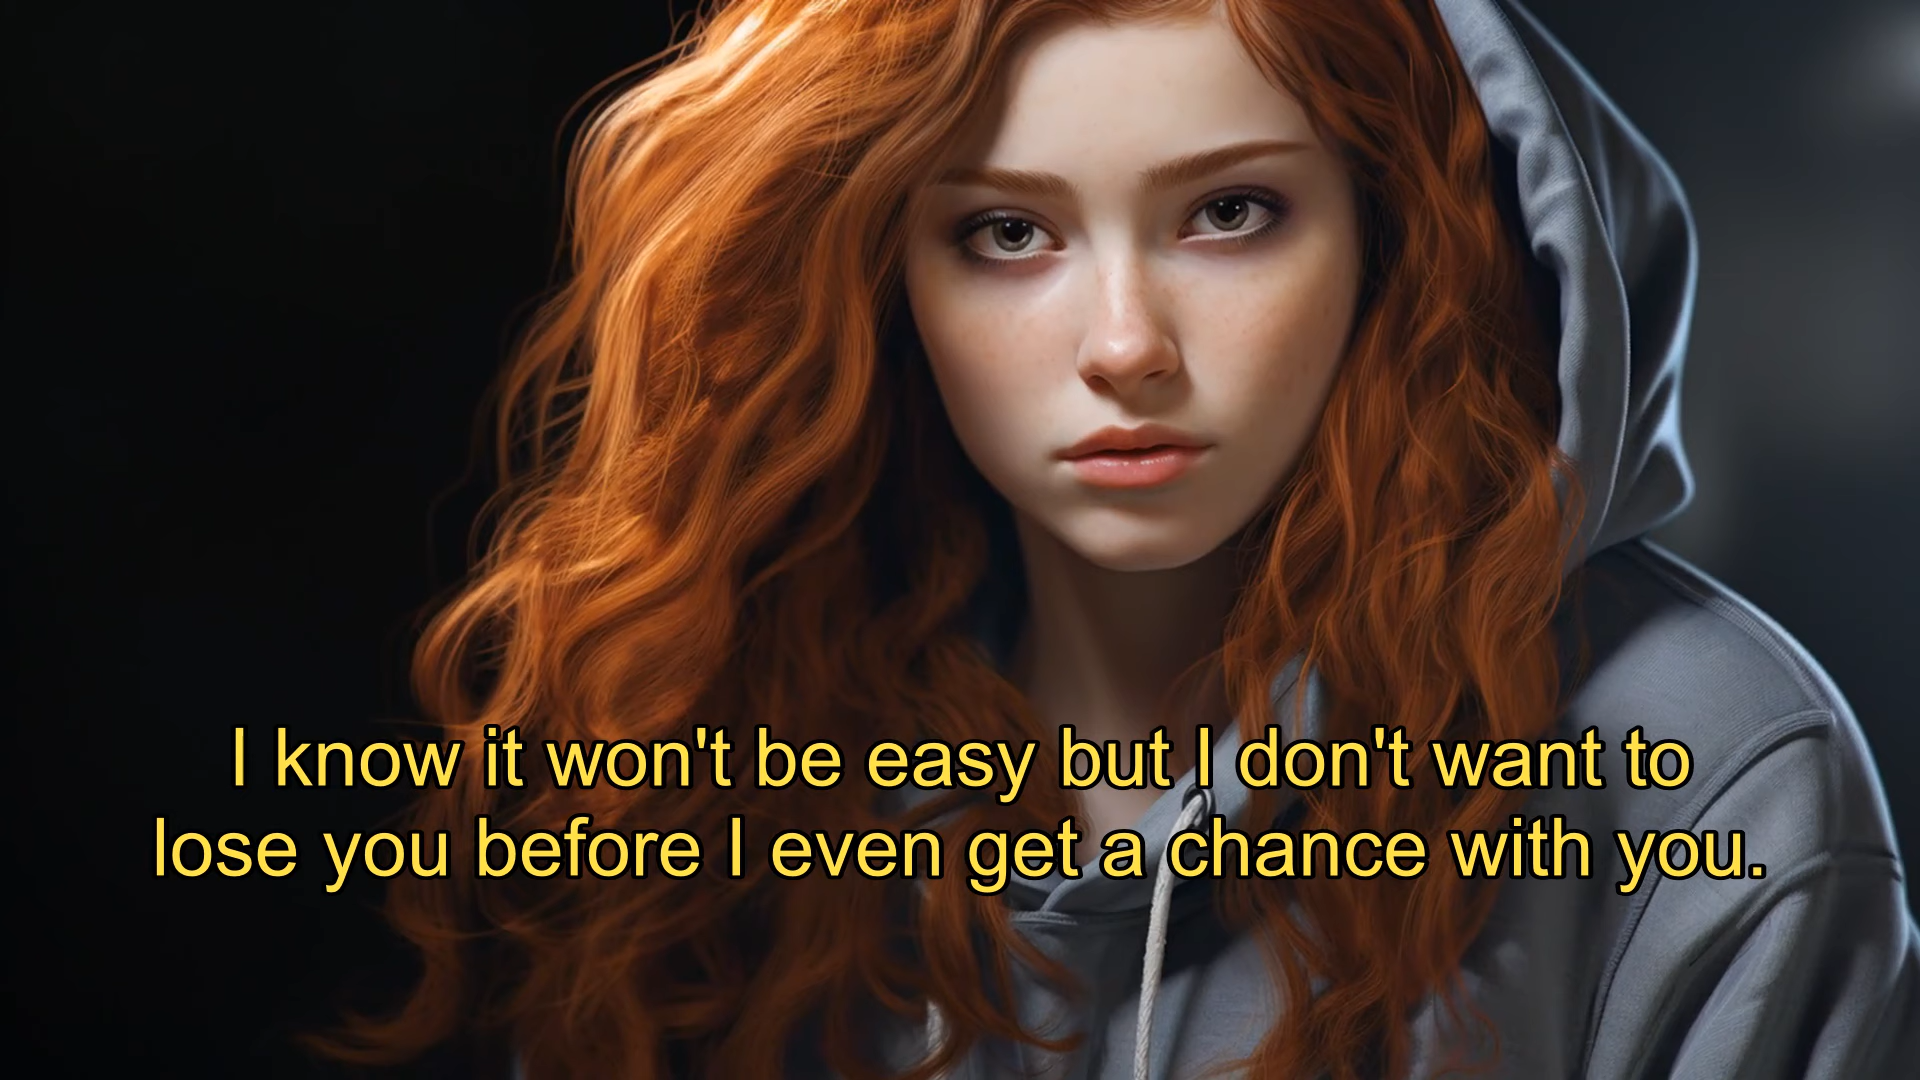 I know it won't be easy but I don't want to
lose you before I even get a chance with you.